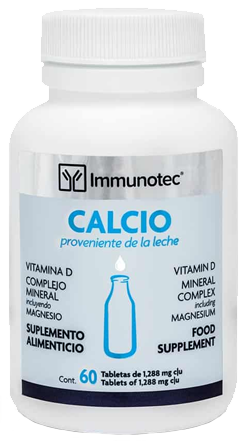 Immunotec®
CALCIO
proveniente de la leche
VITAMINA D
COMPLEJO
MINERAL
incluyendo
MAGNESIO
SUPLEMENTO
ALIMENTICIO
VITAMIN D
MINERAL
COMPLEX
including
MAGNESIUM
FOOD
SUPPLEMENT
Cont. 60 Tabletas de 1,288 mg c/u
Tablets of 1,288 mg c/u